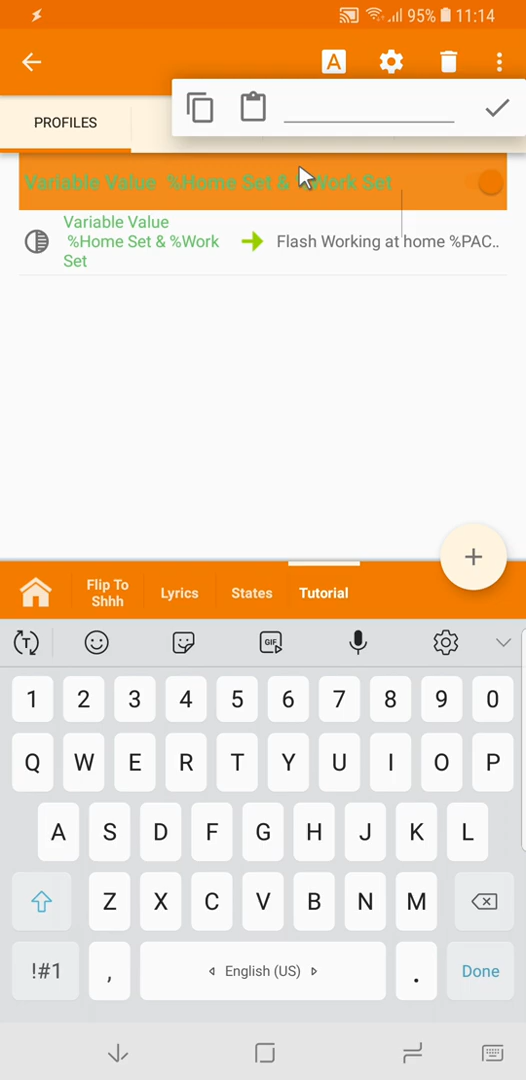 95% 11:14
A
PROFILES
Variable Value %Home Set & %Work Set
Variable Value
%Home Set & %Work
Set
Flash Working at home %PAC..
+
Flip To
Shhh
Lyrics
States
Tutorial
T
GIF
1 2 3 4 5 6 7 8 9 0
Q W E R T Y U I O P
A S D F G H J K L
Z X C V B N M
!#1 , English (US) . Done